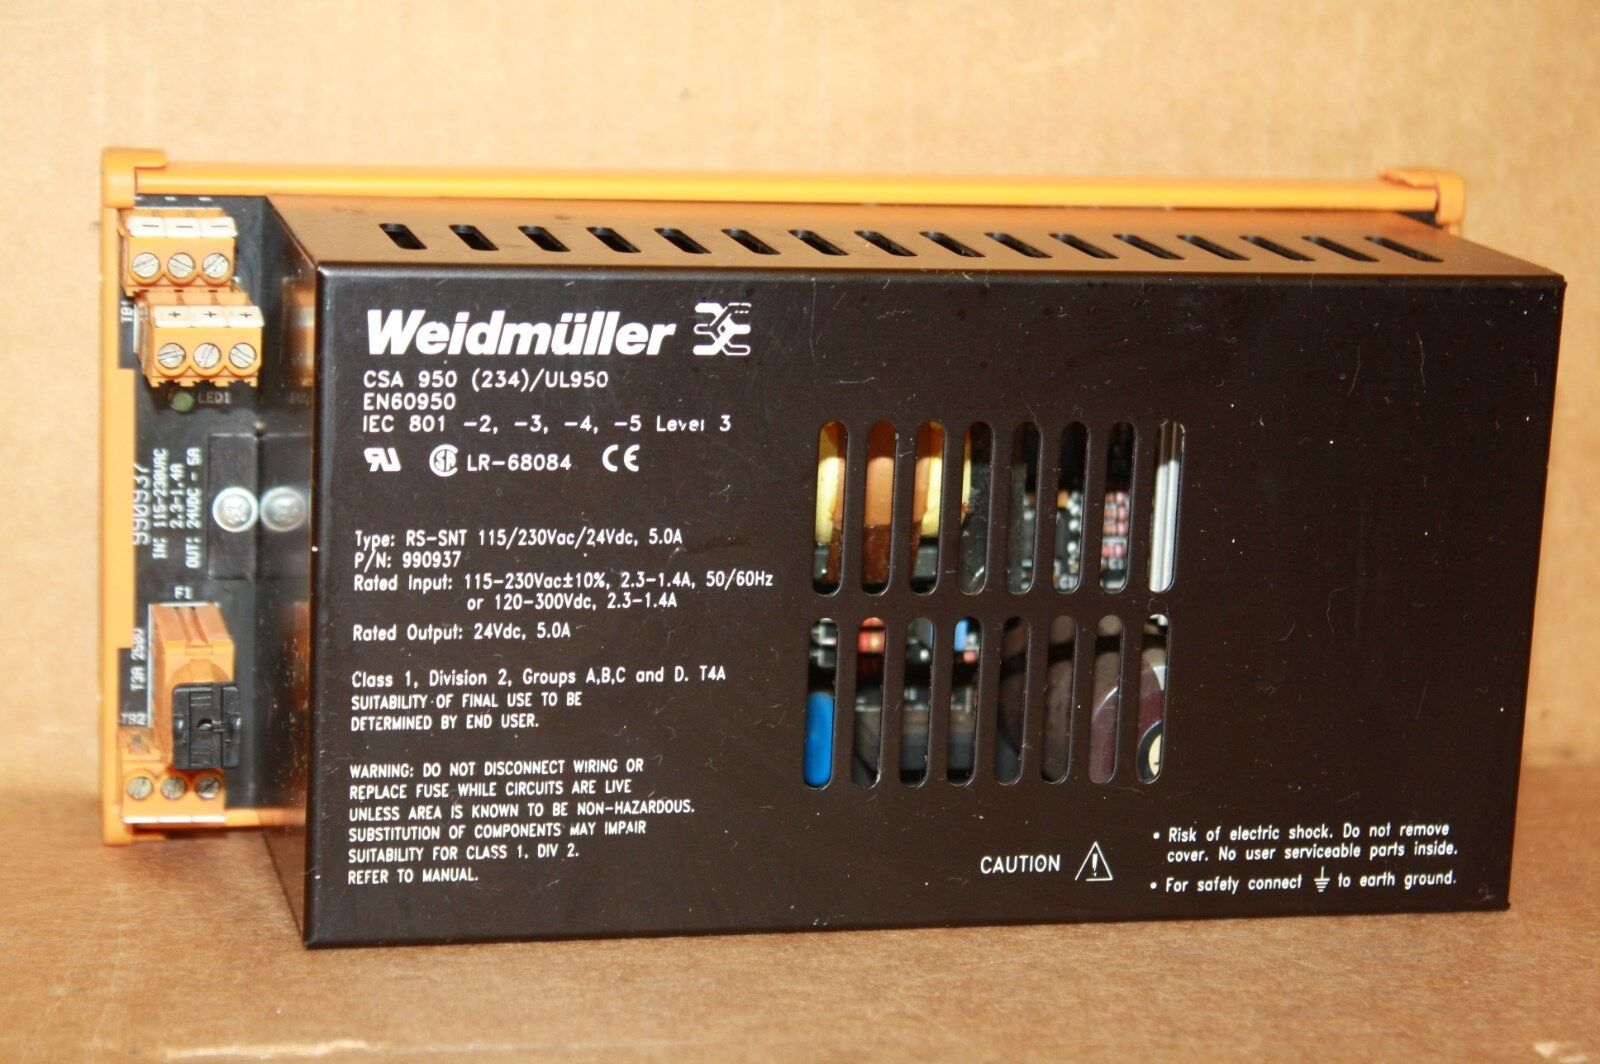 Weidmüller
CSA 950 (234)/UL950
EN60950
IEC 801 -2, -3, -4, -5 Level 3
LR-68084 CE
Type: RS-SNT 115/230Vac/24Vdc, 5.0A
P/N: 990937
Rated Input: 115-230Vac±10%, 2.3-1.4A, 50/60Hz
or 120-300Vdc, 2.3-1.4A
Rated Output: 24Vdc, 5.0A
Class 1, Division 2, Groups A,B,C and D. T4A
SUITABILITY OF FINAL USE TO BE
DETERMINED BY END USER.
WARNING: DO NOT DISCONNECT WIRING OR
REPLACE FUSE WHILE CIRCUITS ARE LIVE
UNLESS AREA IS KNOWN TO BE NON-HAZARDOUS.
SUBSTITUTION OF COMPONENTS MAY IMPAIR
SUITABILITY FOR CLASS 1. DIV 2.
REFER TO MANUAL.
CAUTION
• Risk of electric shock. Do not remove
cover. No user serviceable parts inside.
• For safety connect ⏚ to earth ground.
LED1
990937
IN: 115-230VAC
2.3-1.4A
OUT: 24VDC - 5A
F1
T3A 250V
TB2